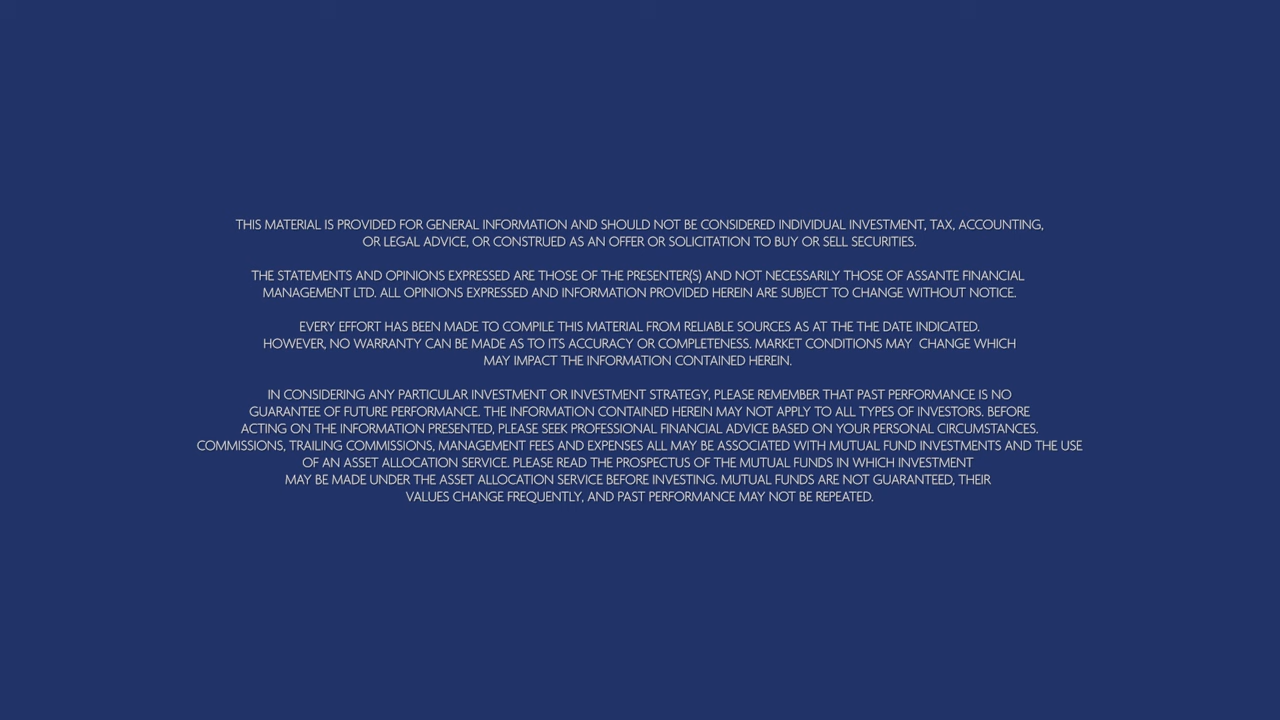 THIS MATERIAL IS PROVIDED FOR GENERAL INFORMATION AND SHOULD NOT BE CONSIDERED INDIVIDUAL INVESTMENT, TAX, ACCOUNTING,
OR LEGAL ADVICE, OR CONSTRUED AS AN OFFER OR SOLICITATION TO BUY OR SELL SECURITIES.
THE STATEMENTS AND OPINIONS EXPRESSED ARE THOSE OF THE PRESENTER(S) AND NOT NECESSARILY THOSE OF ASSANTE FINANCIAL
MANAGEMENT LTD. ALL OPINIONS EXPRESSED AND INFORMATION PROVIDED HEREIN ARE SUBJECT TO CHANGE WITHOUT NOTICE.
EVERY EFFORT HAS BEEN MADE TO COMPILE THIS MATERIAL FROM RELIABLE SOURCES AS AT THE THE DATE INDICATED.
HOWEVER, NO WARRANTY CAN BE MADE AS TO ITS ACCURACY OR COMPLETENESS. MARKET CONDITIONS MAY  CHANGE WHICH
MAY IMPACT THE INFORMATION CONTAINED HEREIN.
IN CONSIDERING ANY PARTICULAR INVESTMENT OR INVESTMENT STRATEGY, PLEASE REMEMBER THAT PAST PERFORMANCE IS NO
GUARANTEE OF FUTURE PERFORMANCE. THE INFORMATION CONTAINED HEREIN MAY NOT APPLY TO ALL TYPES OF INVESTORS. BEFORE
ACTING ON THE INFORMATION PRESENTED, PLEASE SEEK PROFESSIONAL FINANCIAL ADVICE BASED ON YOUR PERSONAL CIRCUMSTANCES.
COMMISSIONS, TRAILING COMMISSIONS, MANAGEMENT FEES AND EXPENSES ALL MAY BE ASSOCIATED WITH MUTUAL FUND INVESTMENTS AND THE USE
OF AN ASSET ALLOCATION SERVICE. PLEASE READ THE PROSPECTUS OF THE MUTUAL FUNDS IN WHICH INVESTMENT
MAY BE MADE UNDER THE ASSET ALLOCATION SERVICE BEFORE INVESTING. MUTUAL FUNDS ARE NOT GUARANTEED, THEIR
VALUES CHANGE FREQUENTLY, AND PAST PERFORMANCE MAY NOT BE REPEATED.